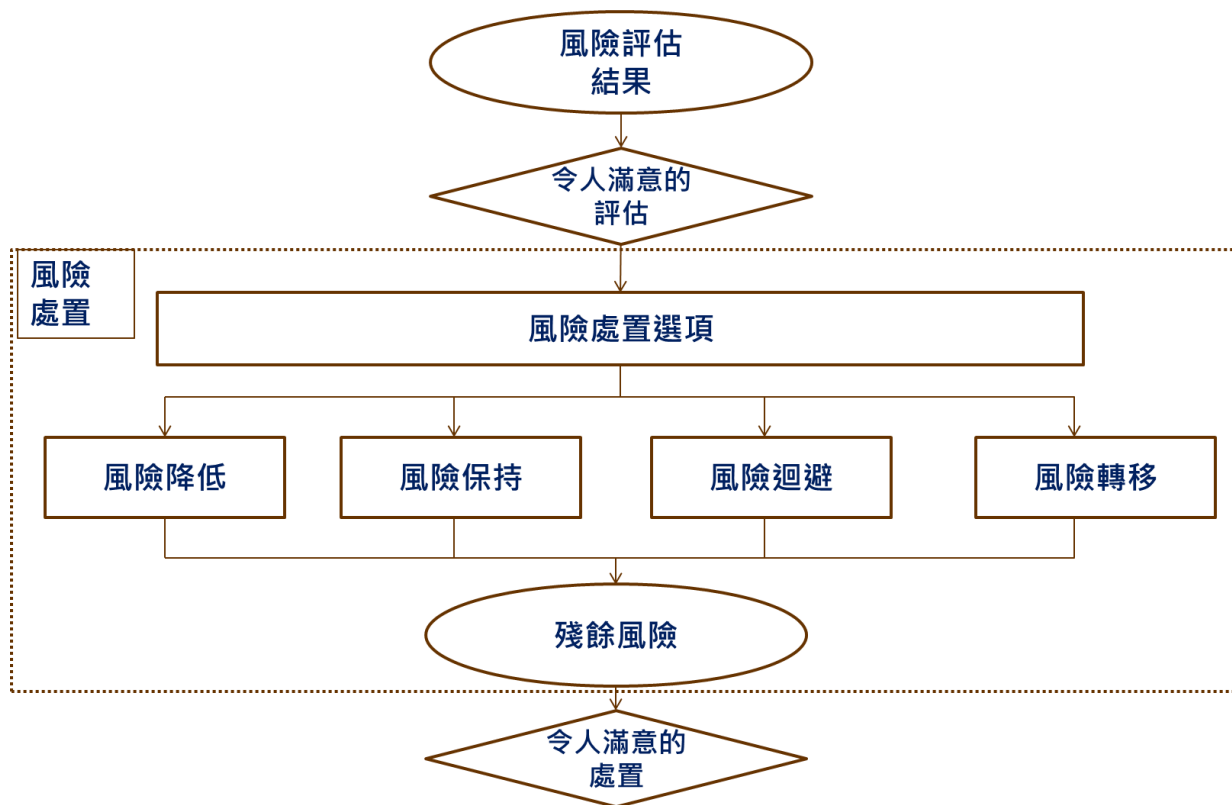 風險評估
結果
令人滿意的
評估
風險
處置
風險處置選項
風險降低
風險保持
風險迴避
風險轉移
殘餘風險
令人滿意的
處置